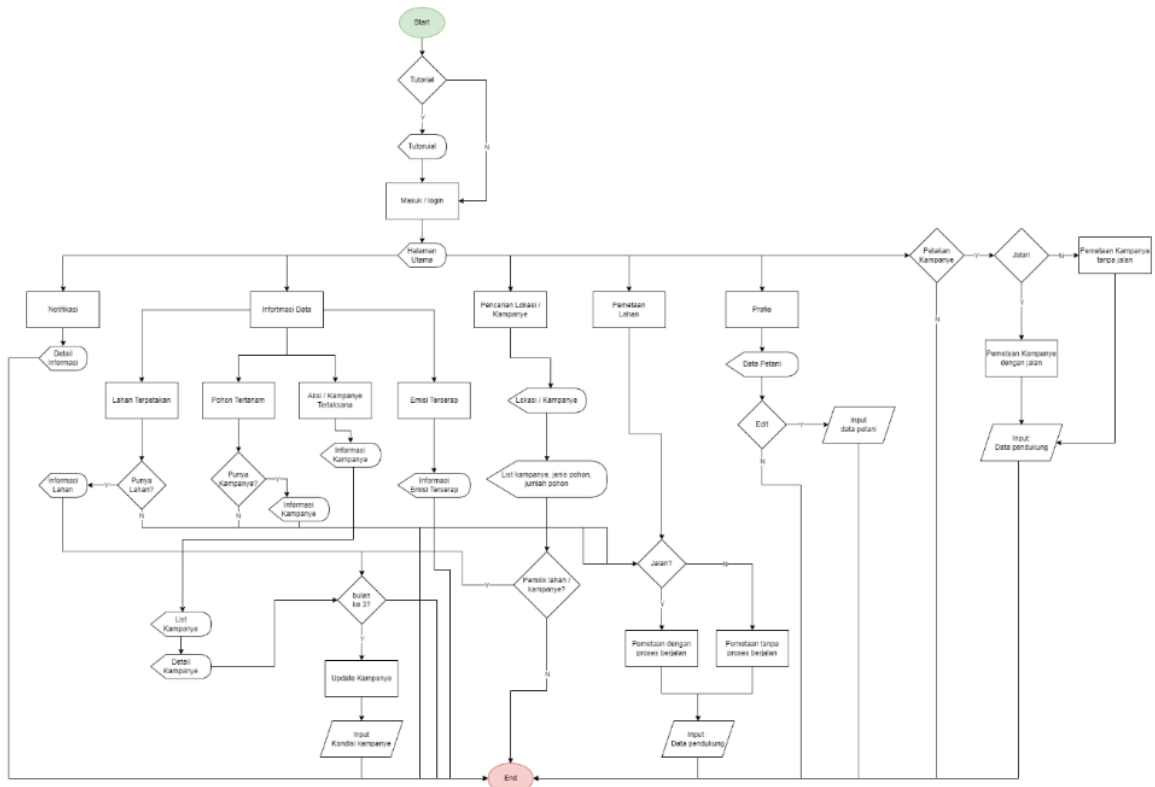 Start
Tutorial
Y
N
Tutoruial
Masuk / login
Halaman
Utama
Petakan
Kampanye
Y
Jalan
N
Pemetaan Kampanye
tanpa jalan
Notifikasi
Infortmasi Data
Pencarian Lokasi /
Kampanye
Pemetaan
Lahan
Profile
N
Y
Detail
Informasi
Pemetaan Kampanye
dengan jalan
Data Petani
Lahan Terpetakan
Pohon Tertanam
Aksi / Kampanye
Terlaksana
Emisi Terserap
Lokasi / Kampanye
Edit
Y
Input
data petani
Input:
Data pendukung
N
Informasi
Kampanye
Informasi
Lahan
Y
Punya
Lahan?
Punya
Kampanye?
Y
Informasi
Emisi Terserap
List kampanye, jenis pohon,
jumlah pohon
N
N
Informasi
Kampanye
Jalan?
N
Y
Pemilik lahan /
kampanye?
Y
bulan
ke 3?
List
Kampanye
Y
Pemetaan dengan
proses berjalan
Pemetaan tanpa
proses berjalan
Detail
Kampanye
Update Kampanye
N
Input
Kondisi kampanye
Input :
Data pendukung
End